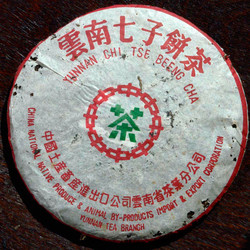 雲南七子餅茶
YUNNAN CHI TSE BEENG CHA
茶
中國土産畜産進出口公司雲南省茶葉分公司
CHINA NATIONAL NATIVE PRODUCE & ANIMAL BY-PRODUCTS IMPORT & EXPORT CORPORATION
YUNNAN TEA BRANCH